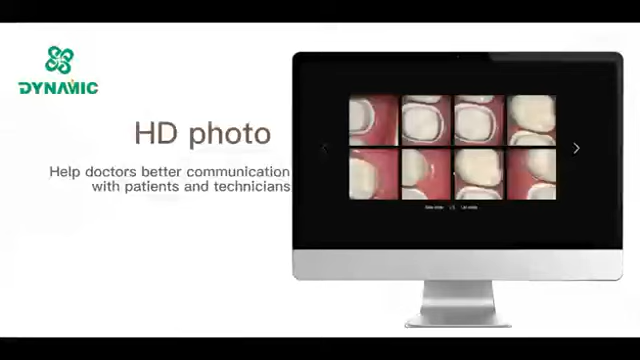 DYNAMIC
HD photo
Help doctors better communication
with patients and technicians